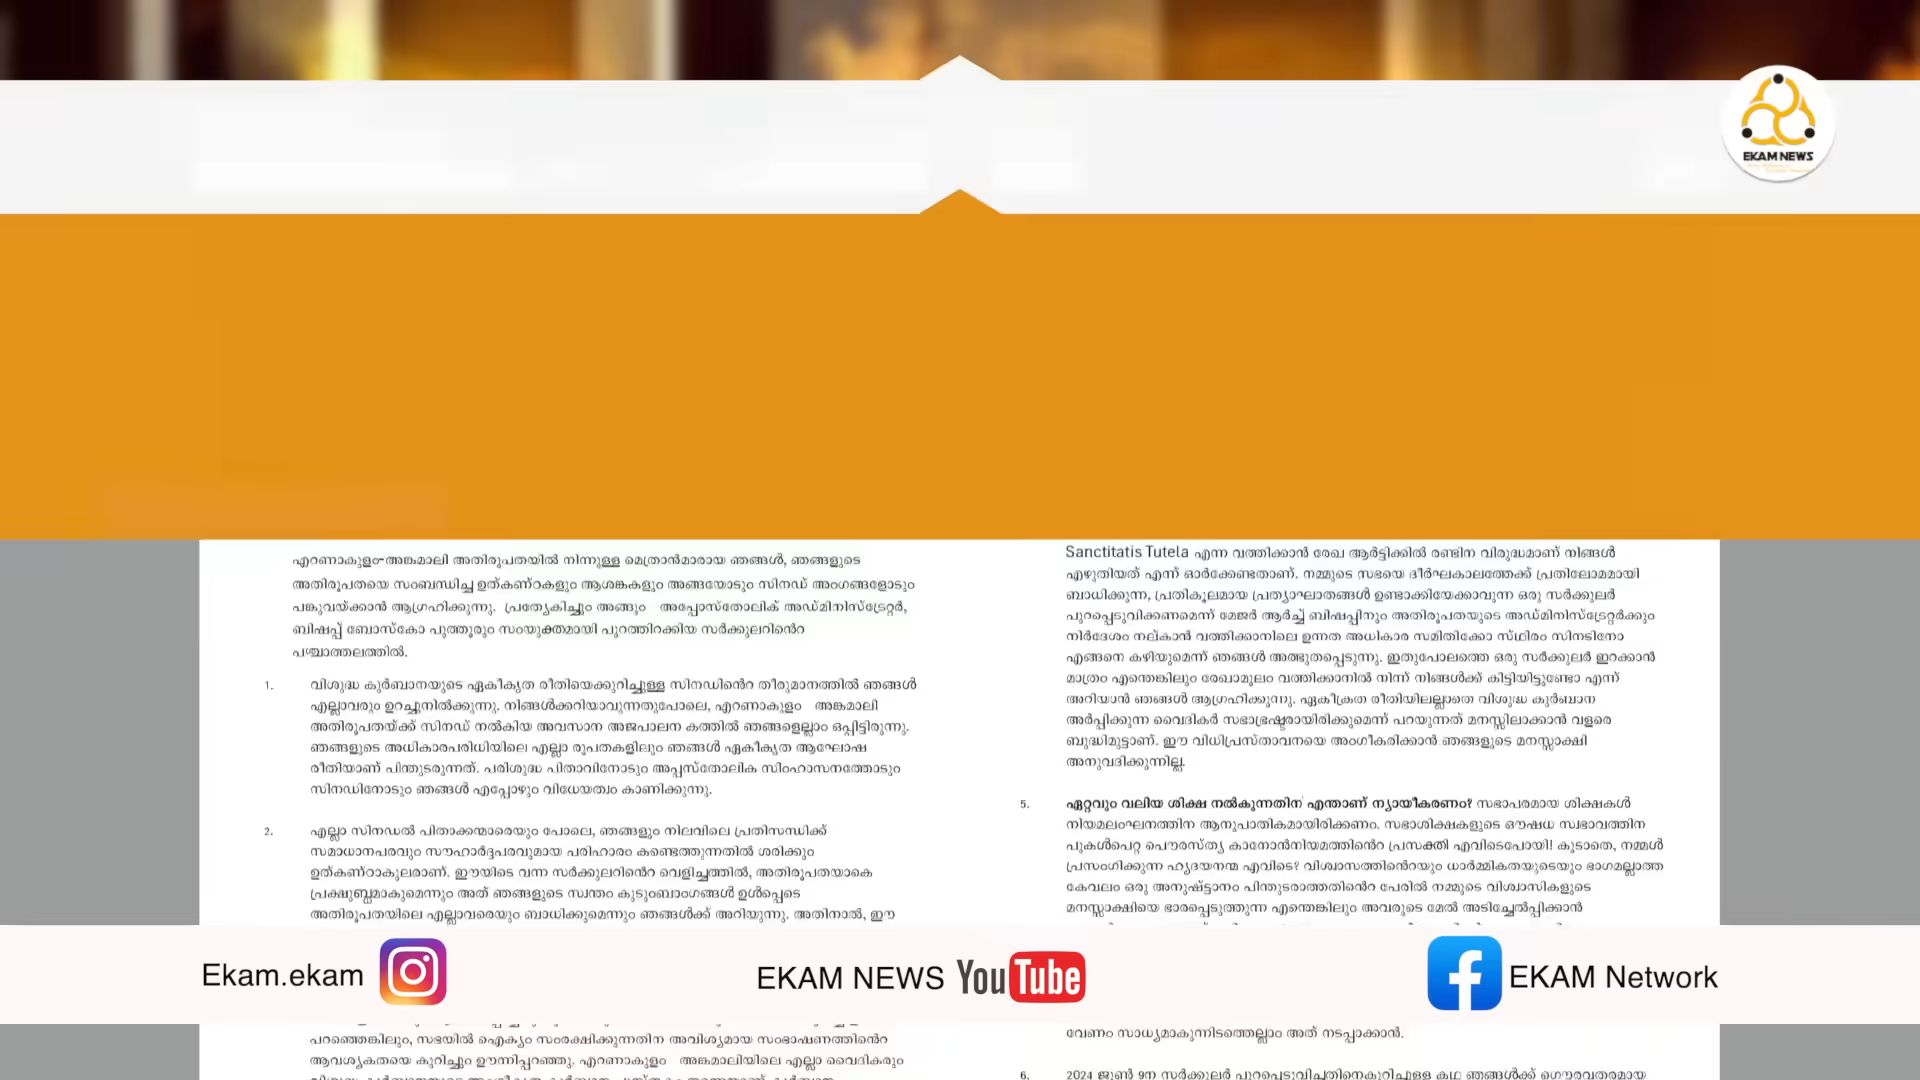 EKAM NEWS
എറണാകുളം-അങ്കമാലി അതിരൂപതയിൽ നിന്നുള്ള മെത്രാൻമാരായ ഞങ്ങൾ, ഞങ്ങളുടെ
അതിരൂപതയെ സംബന്ധിച്ച ഉത്കണ്ഠകളും ആശങ്കകളും അങ്ങയോടും സിനഡ് അംഗങ്ങളോടും
പങ്കുവയ്ക്കാൻ ആഗ്രഹിക്കുന്നു. പ്രത്യേകിച്ചും അങ്ങും അപ്പോസ്തോലിക് അഡ്മിനിസ്ട്രേറ്റർ,
ബിഷപ്പ് ബോസ്കോ പുത്തൂരും സംയുക്തമായി പുറത്തിറക്കിയ സർക്കുലറിൻെറ
പശ്ചാത്തലത്തിൽ.
1. വിശുദ്ധ കുർബാനയുടെ ഏകീകൃത രീതിയെക്കുറിച്ചുള്ള സിനഡിൻെറ തീരുമാനത്തിൽ ഞങ്ങൾ
എല്ലാവരും ഉറച്ചുനിൽക്കുന്നു. നിങ്ങൾക്കറിയാവുന്നതുപോലെ, എറണാകുളം അങ്കമാലി
അതിരൂപതയ്ക്ക് സിനഡ് നൽകിയ അവസാന അജപാലന കത്തിൽ ഞങ്ങളെല്ലാം ഒപ്പിട്ടിരുന്നു.
ഞങ്ങളുടെ അധികാരപരിധിയിലെ എല്ലാ രൂപതകളിലും ഞങ്ങൾ ഏകീകൃത ആഘോഷ
രീതിയാണ് പിന്തുടരുന്നത്. പരിശുദ്ധ പിതാവിനോടും അപ്പസ്തോലിക സിംഹാസനത്തോടും
സിനഡിനോടും ഞങ്ങൾ എപ്പോഴും വിധേയത്വം കാണിക്കുന്നു.
2. എല്ലാ സിനഡൽ പിതാക്കന്മാരെയും പോലെ, ഞങ്ങളും നിലവിലെ പ്രതിസന്ധിക്ക്
സമാധാനപരവും സൗഹാർദ്ദപരവുമായ പരിഹാരം കണ്ടെത്തുന്നതിൽ ശരിക്കും
ഉത്കണ്ഠാകുലരാണ്. ഈയിടെ വന്ന സർക്കുലറിൻെറ വെളിച്ചത്തിൽ, അതിരൂപതയാകെ
പ്രക്ഷുബ്ധമാകുമെന്നും അത് ഞങ്ങളുടെ സ്വന്തം കുടുംബാംഗങ്ങൾ ഉൾപ്പെടെ
അതിരൂപതയിലെ എല്ലാവരെയും ബാധിക്കുമെന്നും ഞങ്ങൾക്ക് അറിയുന്നു. അതിനാൽ, ഈ
പറഞ്ഞെങ്കിലും, സഭയിൽ ഐക്യം സംരക്ഷിക്കുന്നതിന അവിശ്യമായ സംഭാഷണത്തിൻെറ
ആവശ്യകതയെ കുറിച്ചും ഊന്നിപ്പറഞ്ഞു. എറണാകുളം അങ്കമാലിയിലെ എല്ലാ വൈദികരും
Sanctitatis Tutela എന്ന വത്തിക്കാൻ രേഖ ആർട്ടിക്കിൽ രണ്ടിന വിരുദ്ധമാണ് നിങ്ങൾ
എഴുതിയത് എന്ന് ഓർക്കേണ്ടതാണ്. നമ്മുടെ സഭയെ ദീർഘകാലത്തേക്ക് പ്രതിലോമമായി
ബാധിക്കുന്ന, പ്രതികൂലമായ പ്രത്യാഘാതങ്ങൾ ഉണ്ടാക്കിയേക്കാവുന്ന ഒരു സർക്കുലർ
പുറപ്പെടുവിക്കണമെന്ന് മേജർ ആർച്ച് ബിഷപ്പിനും അതിരൂപതയുടെ അഡ്മിനിസ്ട്രേറ്റർക്കും
നിർദേശം നല്കാൻ വത്തിക്കാനിലെ ഉന്നത അധികാര സമിതിക്കോ സ്ഥിരം സിനടിനോ
എങ്ങനെ കഴിയുമെന്ന് ഞങ്ങൾ അത്ഭുതപ്പെടുന്നു. ഇതുപോലത്തെ ഒരു സർക്കുലർ ഇറക്കാൻ
മാത്രം എന്തെങ്കിലും രേഖാമൂലം വത്തിക്കാനിൽ നിന്ന് നിങ്ങൾക്ക് കിട്ടിയിട്ടുണ്ടോ എന്ന്
അറിയാൻ ഞങ്ങൾ ആഗ്രഹിക്കുന്നു. ഏകീക്രത രീതിയിലല്ലാതെ വിശുദ്ധ കുർബാന
അർപ്പിക്കുന്ന വൈദികർ സഭാഭ്രഷ്ടരായിരിക്കുമെന്ന് പറയുന്നത് മനസ്സിലാക്കാൻ വളരെ
ബുദ്ധിമുട്ടാണ്. ഈ വിധിപ്രസ്താവനയെ അംഗീകരിക്കാൻ ഞങ്ങളുടെ മനസ്സാക്ഷി
അനുവദിക്കുന്നില്ല.
5. ഏറ്റവും വലിയ ശിക്ഷ നൽകുന്നതിന് എന്താണ് ന്യായീകരണം? സഭാപരമായ ശിക്ഷകൾ
നിയമലംഘനത്തിന ആനുപാതികമായിരിക്കണം. സഭാശിക്ഷകളുടെ ഔഷധ സ്വഭാവത്തിന
പുകൾപെറ്റ പൌരസ്ത്യ കാനോൻനിയമത്തിൻെറ പ്രസക്തി എവിടെപോയി! കൂടാതെ, നമ്മൾ
പ്രസംഗിക്കുന്ന ഹൃദയനന്മ എവിടെ? വിശ്വാസത്തിൻെറയും ധാർമ്മികതയുടെയും ഭാഗമല്ലാത്ത
കേവലം ഒരു അനുഷ്ട്ടാനം പിന്തുടരാത്തതിൻെറ പേരിൽ നമ്മുടെ വിശ്വാസികളുടെ
മനസ്സാക്ഷിയെ ഭാരപ്പെടുത്തുന്ന എന്തെങ്കിലും അവരുടെ മേൽ അടിച്ചേൽപ്പിക്കാൻ
വേണം സാധ്യമാകുന്നിടത്തെല്ലാം അത് നടപ്പാക്കാൻ.
6. 2024 ജൂൺ 9ന സർക്കുലർ പുറപ്പെടുവിച്ചതിനെകുറിച്ചുള്ള കഥ ഞങ്ങൾക്ക് ഗൌരവതരമായ
Ekam.ekam
EKAM NEWS YouTube
EKAM Network